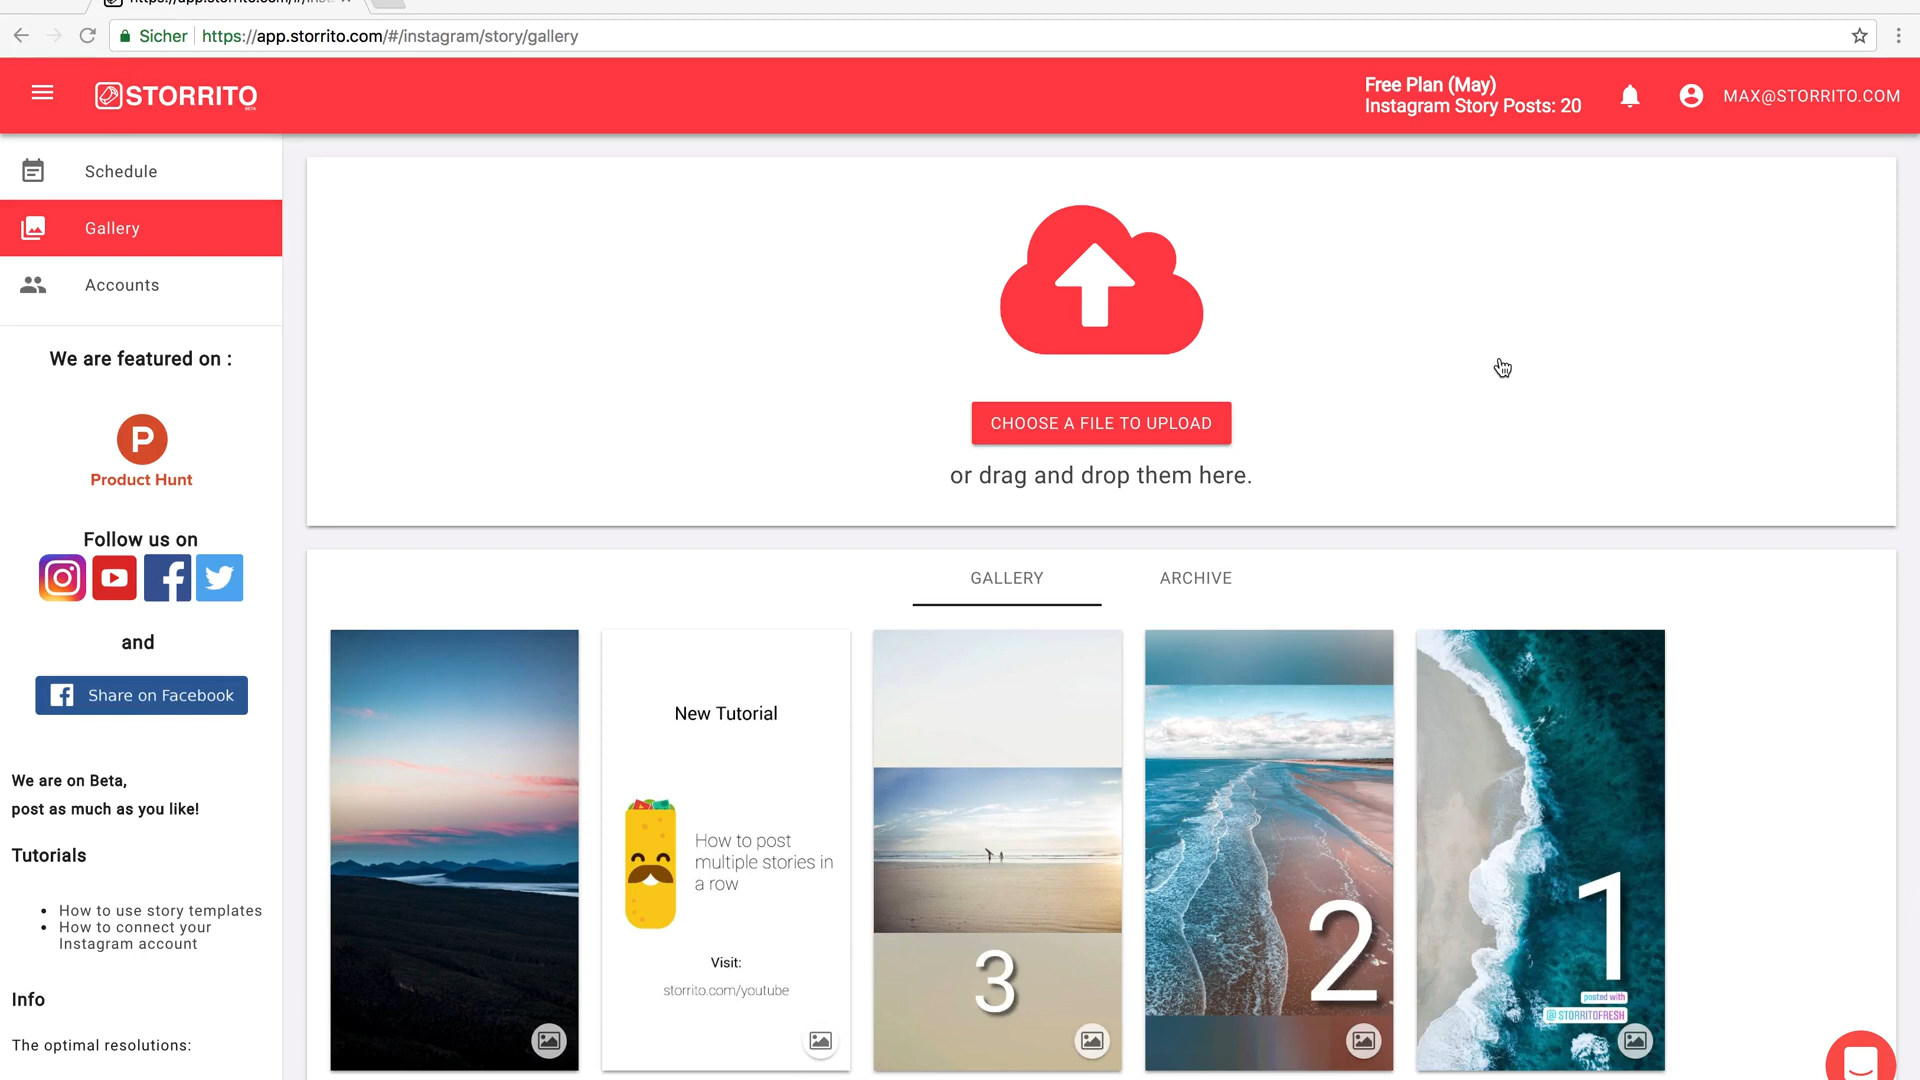 Sicher https://app.storrito.com/#/instagram/story/gallery
STORRITO
BETA
Free Plan (May)
Instagram Story Posts: 20
MAX@STORRITO.COM
Schedule
Gallery
Accounts
We are featured on :
P
Product Hunt
Follow us on
and
Share on Facebook
We are on Beta,
post as much as you like!
Tutorials
How to use story templates
How to connect your
Instagram account
Info
The optimal resolutions:
CHOOSE A FILE TO UPLOAD
or drag and drop them here.
GALLERY
ARCHIVE
New Tutorial
How to post
multiple stories in
a row
Visit:
storrito.com/youtube
3
2
1
posted with
@STORRITOFRESH